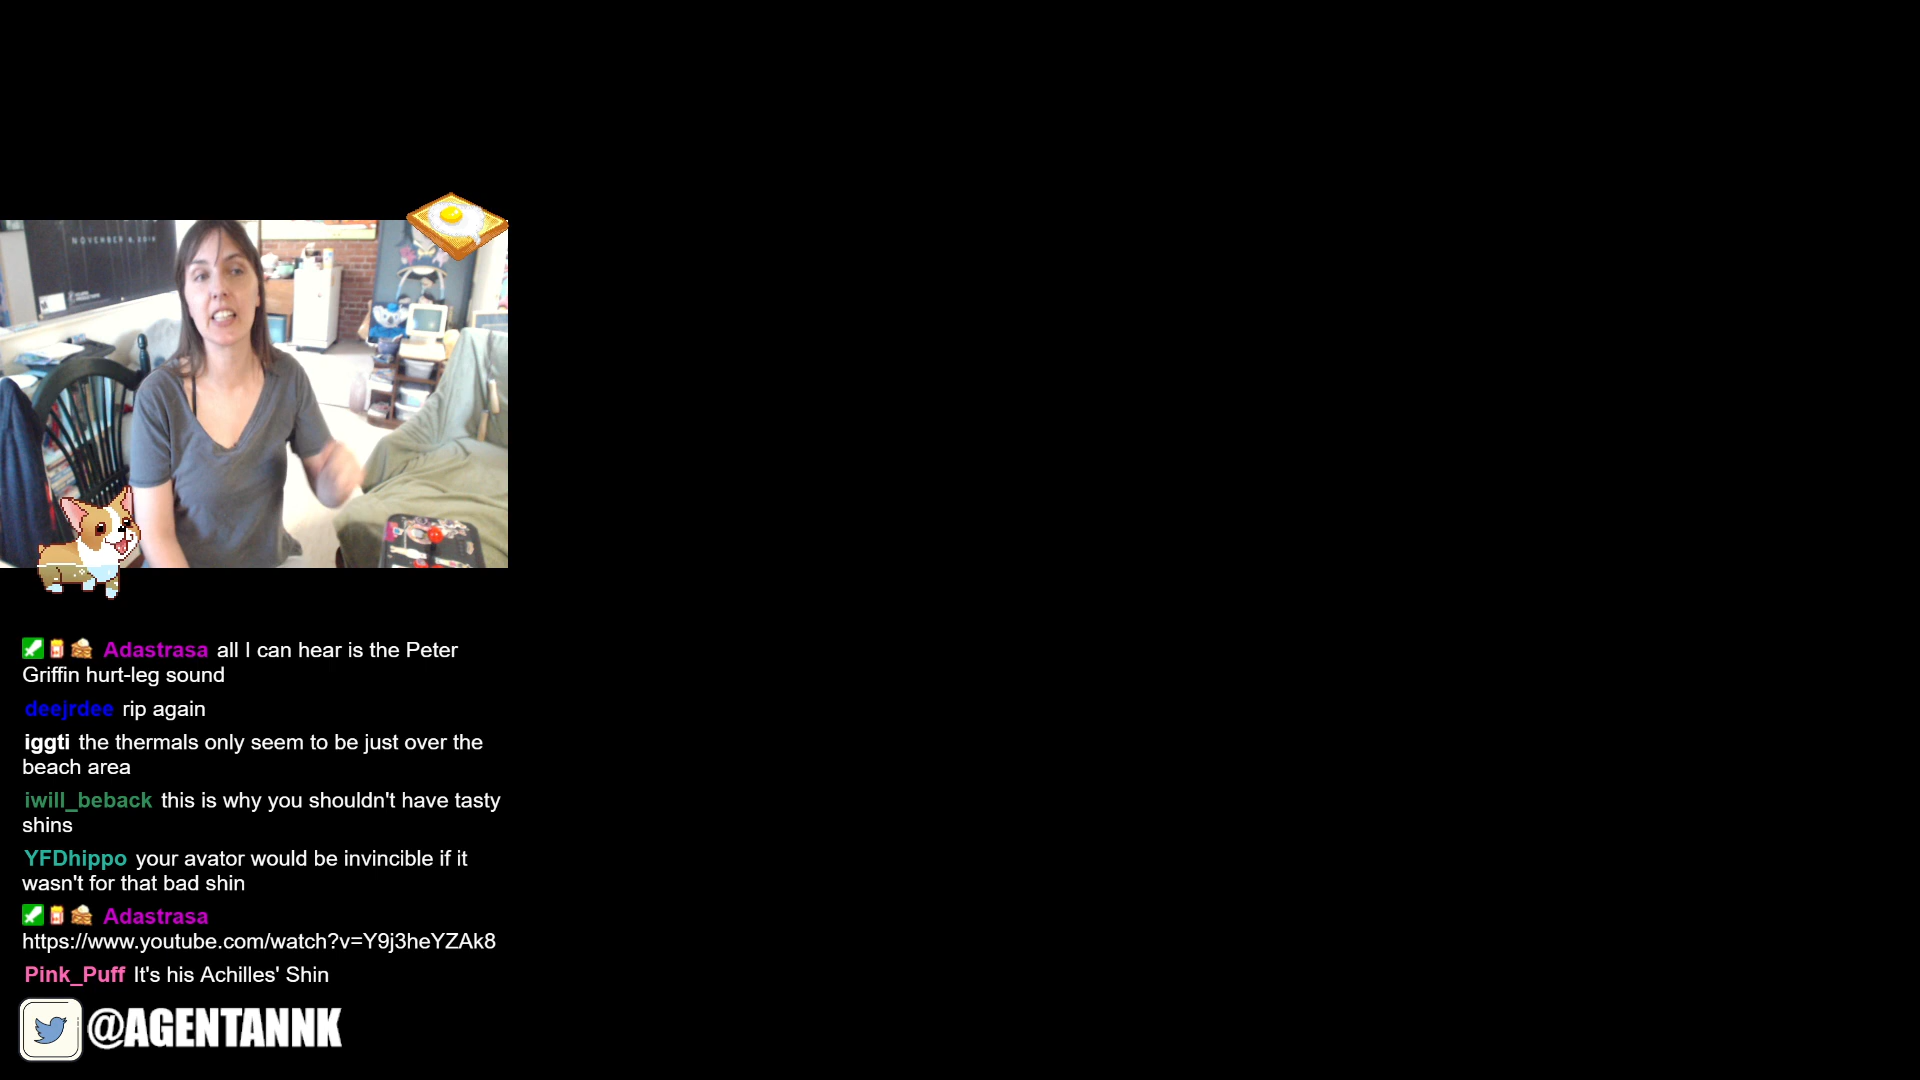 NOVEMBER 8, 2016
Adastrasa all I can hear is the Peter
Griffin hurt-leg sound
deejrdee rip again
iggti the thermals only seem to be just over the
beach area
iwill_beback this is why you shouldn't have tasty
shins
YFDhippo your avator would be invincible if it
wasn't for that bad shin
Adastrasa
https://www.youtube.com/watch?v=Y9j3heYZAk8
Pink_Puff It's his Achilles' Shin
@AGENTANNK